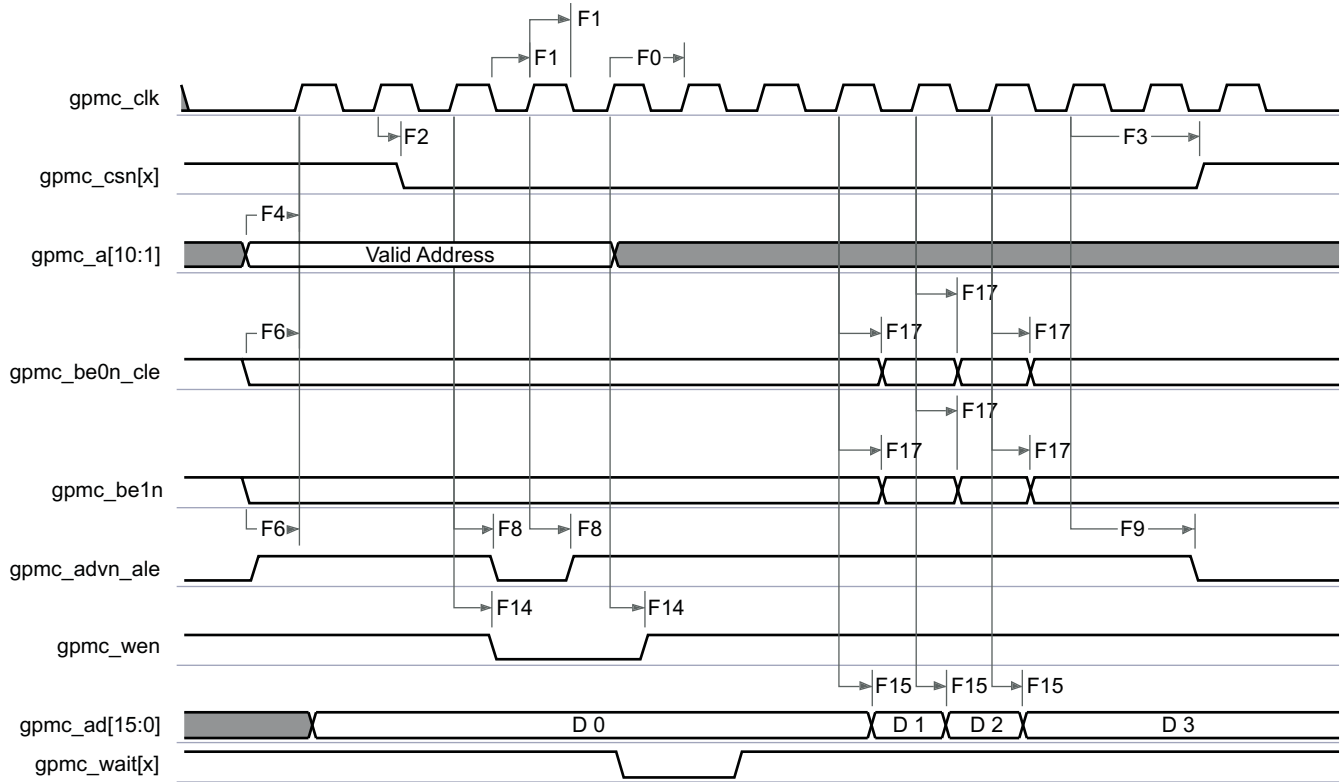 F1
F1 F0
gpmc_clk
F2 F3
gpmc_csn[x]
F4
gpmc_a[10:1] Valid Address
F17
F6 F17 F17
gpmc_be0n_cle
F17
F17 F17
gpmc_be1n
F6 F8 F8 F9
gpmc_advn_ale
F14 F14
gpmc_wen
F15 F15 F15
gpmc_ad[15:0] D 0 D 1 D 2 D 3
gpmc_wait[x]